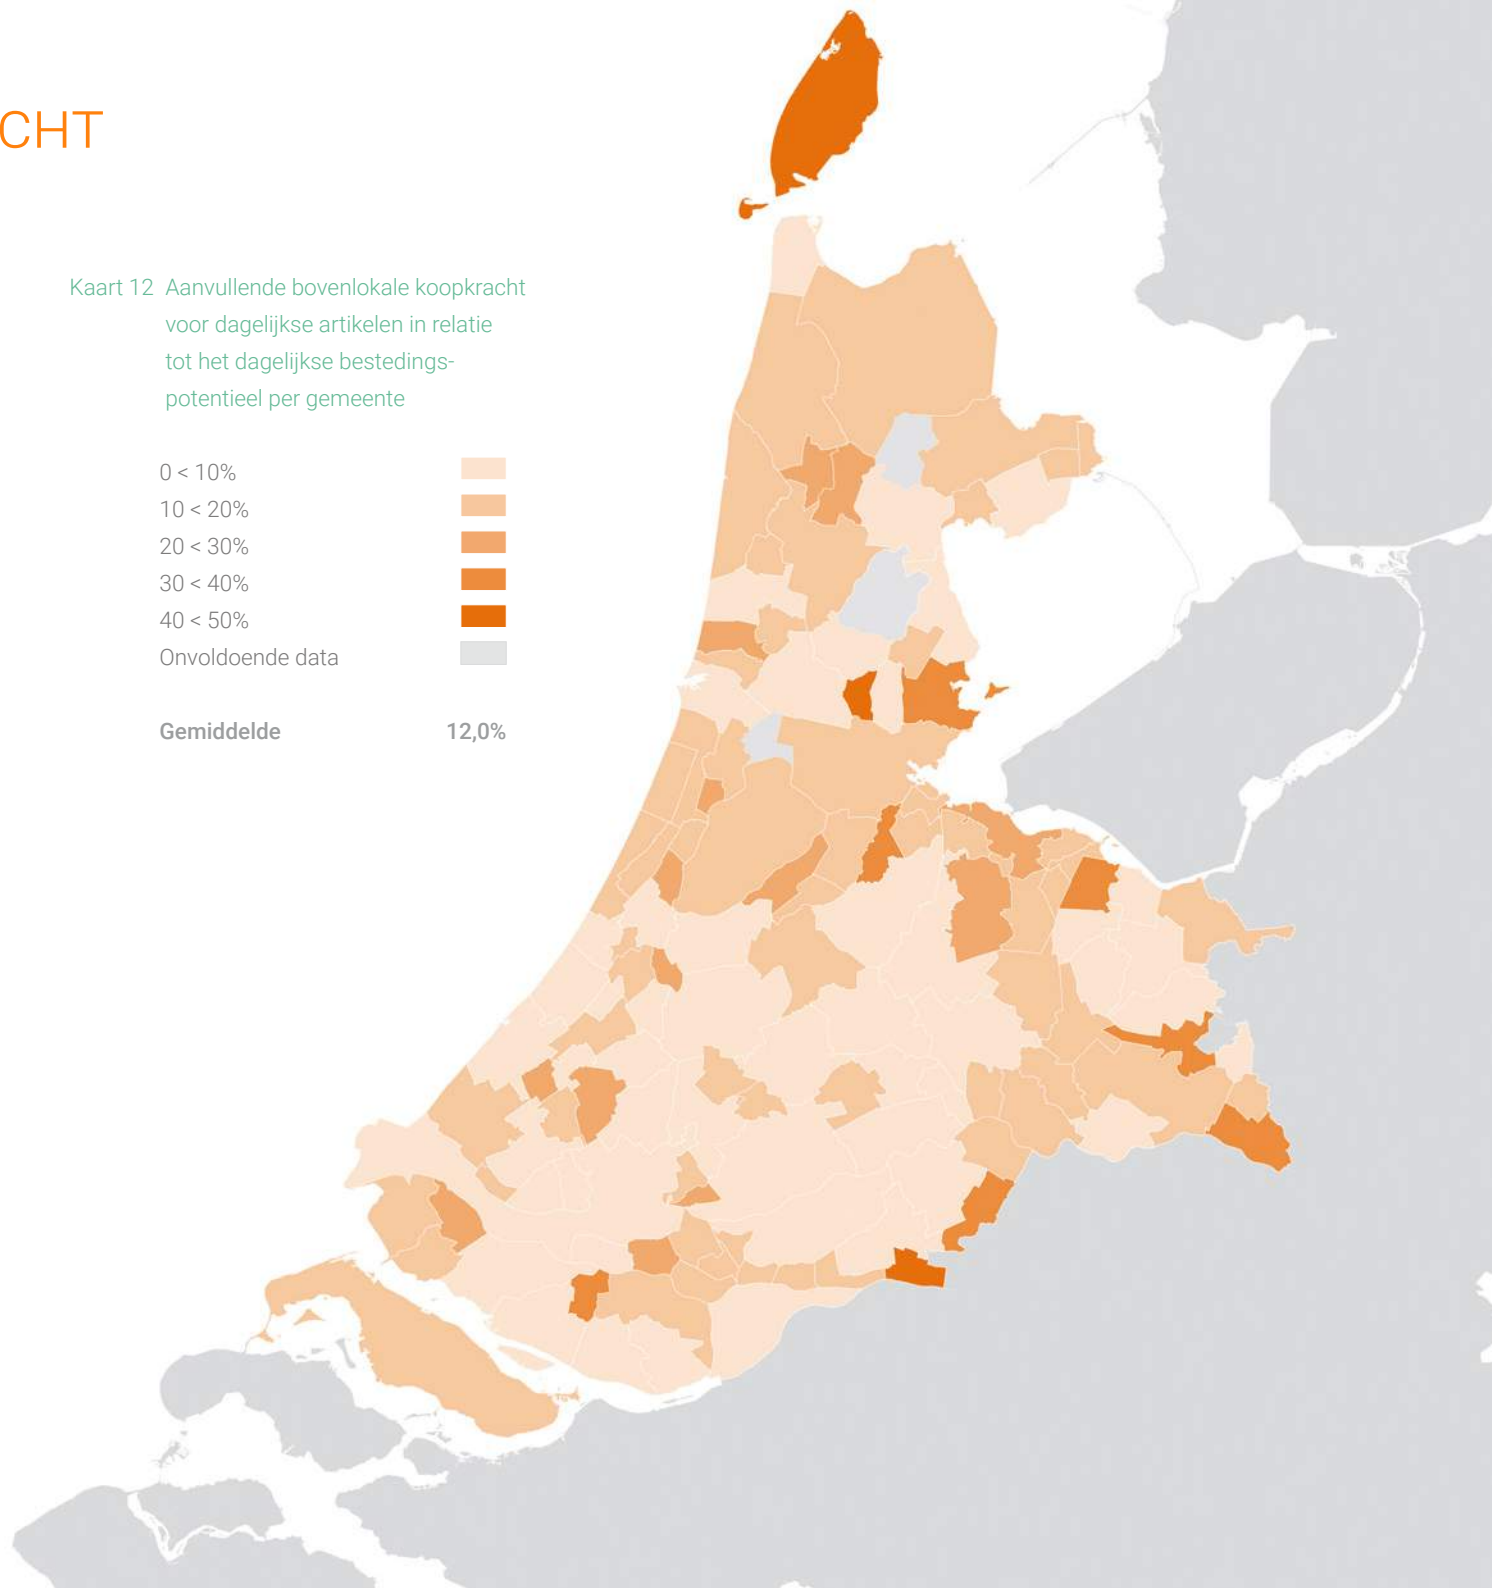 CHT
Kaart 12 Aanvullende bovenlokale koopkracht
voor dagelijkse artikelen in relatie
tot het dagelijkse bestedings-
potentieel per gemeente
0 < 10%
10 < 20%
20 < 30%
30 < 40%
40 < 50%
Onvoldoende data
Gemiddelde 12,0%